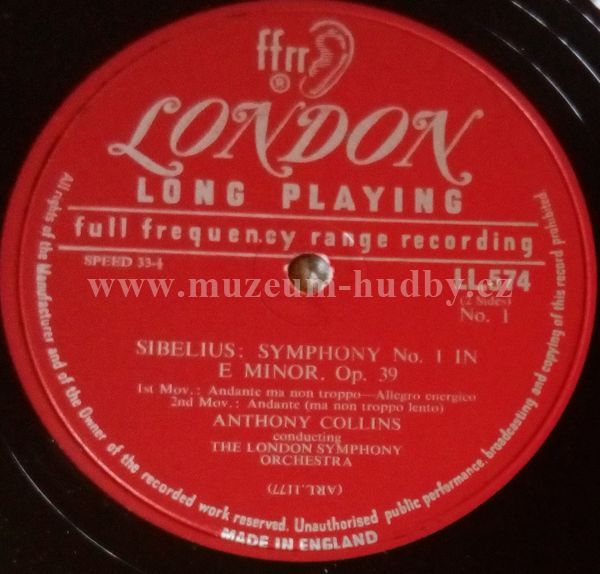 ffrr
®
LONDON
LONG PLAYING
full frequency range recording
SPEED 33⅓
LL-574
(2 Sides)
No. 1
www.muzeum-hudby.cz
SIBELIUS: SYMPHONY No. 1 IN
E MINOR, Op. 39
1st Mov.: Andante ma non troppo—Allegro energico
2nd Mov.: Andante (ma non troppo lento)
ANTHONY COLLINS
conducting
THE LONDON SYMPHONY
ORCHESTRA
(ARL.1177)
All rights of the Manufacturer and of the Owner of the recorded work reserved. Unauthorised public performance, broadcasting and copying of this record prohibited.
MADE IN ENGLAND